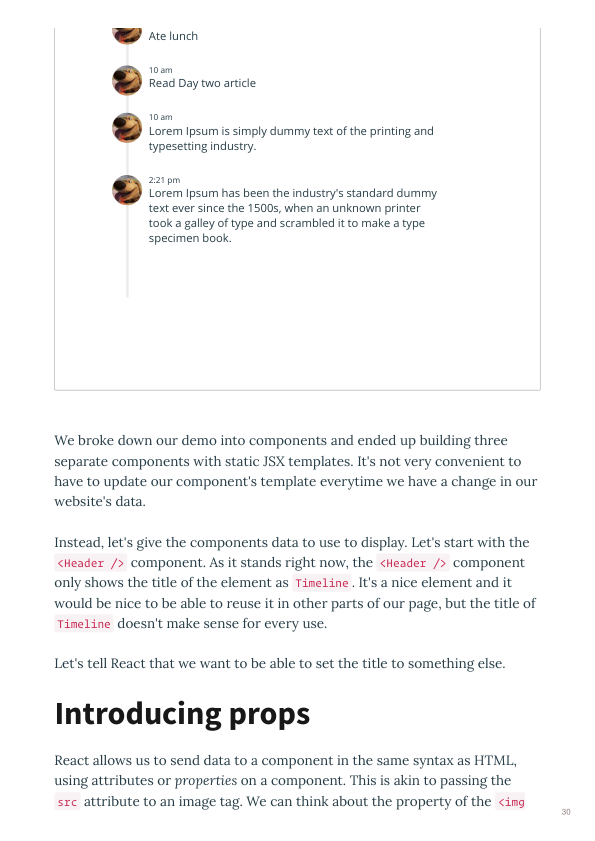 Ate lunch
10 am
Read Day two article
10 am
Lorem Ipsum is simply dummy text of the printing and
typesetting industry.
2:21 pm
Lorem Ipsum has been the industry's standard dummy
text ever since the 1500s, when an unknown printer
took a galley of type and scrambled it to make a type
specimen book.
We broke down our demo into components and ended up building three
separate components with static JSX templates. It's not very convenient to
have to update our component's template everytime we have a change in our
website's data.
Instead, let's give the components data to use to display. Let's start with the
<Header /> component. As it stands right now, the <Header /> component
only shows the title of the element as Timeline. It's a nice element and it
would be nice to be able to reuse it in other parts of our page, but the title of
Timeline doesn't make sense for every use.
Let's tell React that we want to be able to set the title to something else.
Introducing props
React allows us to send data to a component in the same syntax as HTML,
using attributes or properties on a component. This is akin to passing the
src attribute to an image tag. We can think about the property of the <img
30